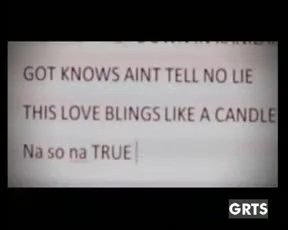 GOT KNOWS AINT TELL NO LIE
THIS LOVE BLINGS LIKE A CANDLE
Na so na TRUE
GRTS